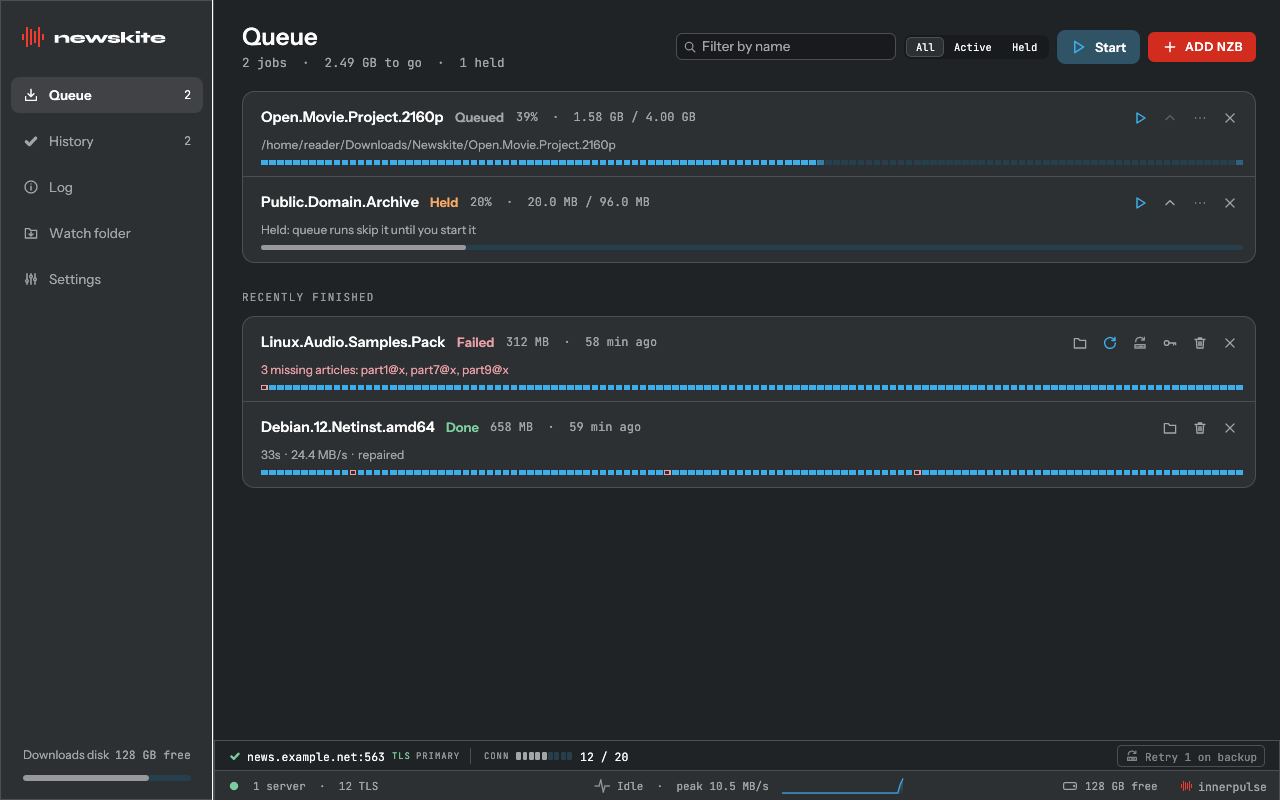 newskite
Queue 2
History 2
Log
Watch folder
Settings
Downloads disk 128 GB free
Queue
2 jobs · 2.49 GB to go · 1 held
Filter by name
All Active Held
Start
ADD NZB
Open.Movie.Project.2160p Queued 39% · 1.58 GB / 4.00 GB
/home/reader/Downloads/Newskite/Open.Movie.Project.2160p
Public.Domain.Archive Held 20% · 20.0 MB / 96.0 MB
Held: queue runs skip it until you start it
RECENTLY FINISHED
Linux.Audio.Samples.Pack Failed 312 MB · 58 min ago
3 missing articles: part1@x, part7@x, part9@x
Debian.12.Netinst.amd64 Done 658 MB · 59 min ago
33s · 24.4 MB/s · repaired
news.example.net:563 TLS PRIMARY CONN 12 / 20 Retry 1 on backup
1 server · 12 TLS Idle · peak 10.5 MB/s 128 GB free innerpulse